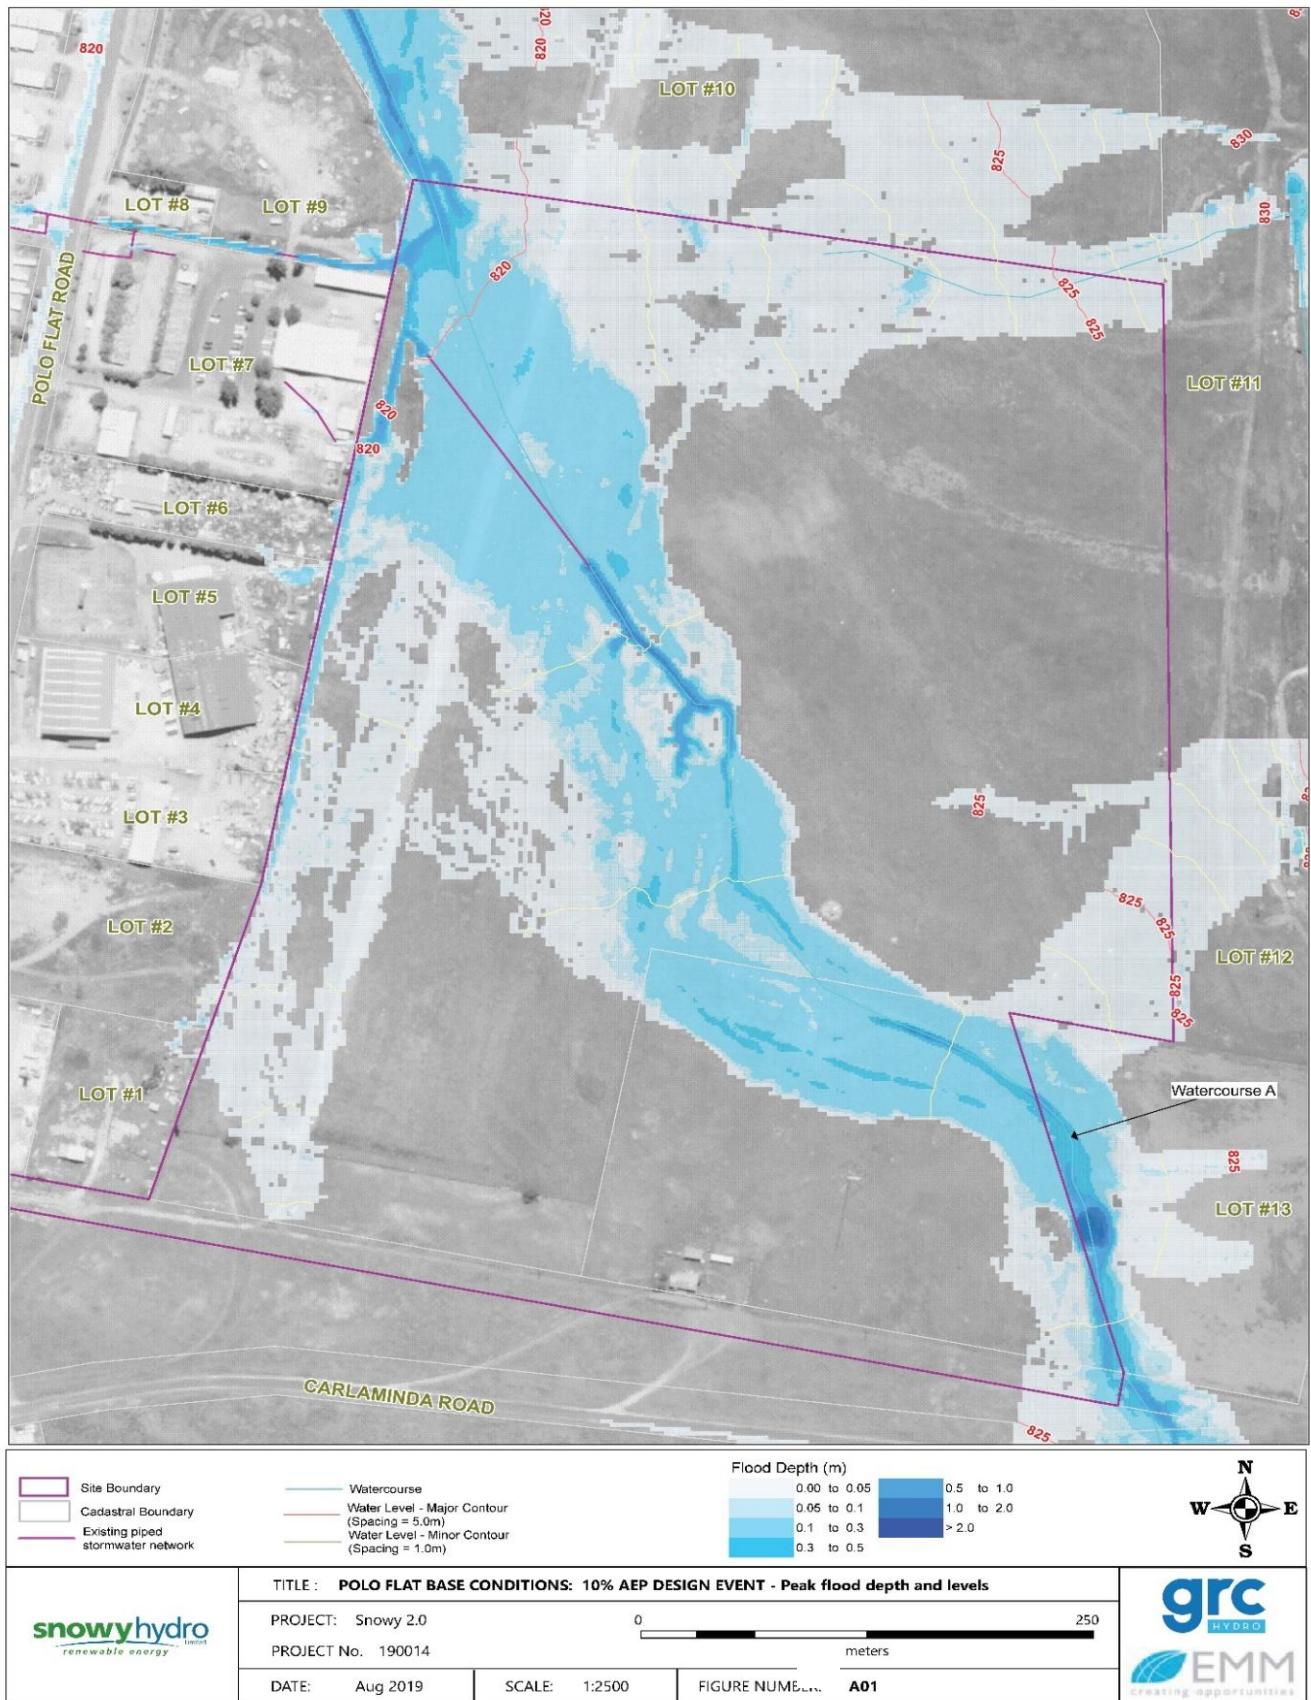 820
820
820
LOT #10
825
830
LOT #8
LOT #9
830
POLO FLAT ROAD
820
825
825
LOT #7
LOT #11
820
820
LOT #6
LOT #5
LOT #4
825
LOT #3
825
825
LOT #2
LOT #12
825
825
LOT #1
Watercourse A
825
LOT #13
CARLAMINDA ROAD
825
Site Boundary
Cadastral Boundary
Existing piped
stormwater network
Watercourse
Water Level - Major Contour
(Spacing = 5.0m)
Water Level - Minor Contour
(Spacing = 1.0m)
Flood Depth (m)
0.00 to 0.05
0.05 to 0.1
0.1 to 0.3
0.3 to 0.5
0.5 to 1.0
1.0 to 2.0
> 2.0
N
W E
S
snowyhydro
Limited
renewable energy
TITLE : POLO FLAT BASE CONDITIONS: 10% AEP DESIGN EVENT - Peak flood depth and levels
PROJECT: Snowy 2.0
PROJECT No. 190014
0 250
meters
DATE: Aug 2019
SCALE: 1:2500
FIGURE NUMBER: A01
grc
HYDRO
EMM
creating opportunities